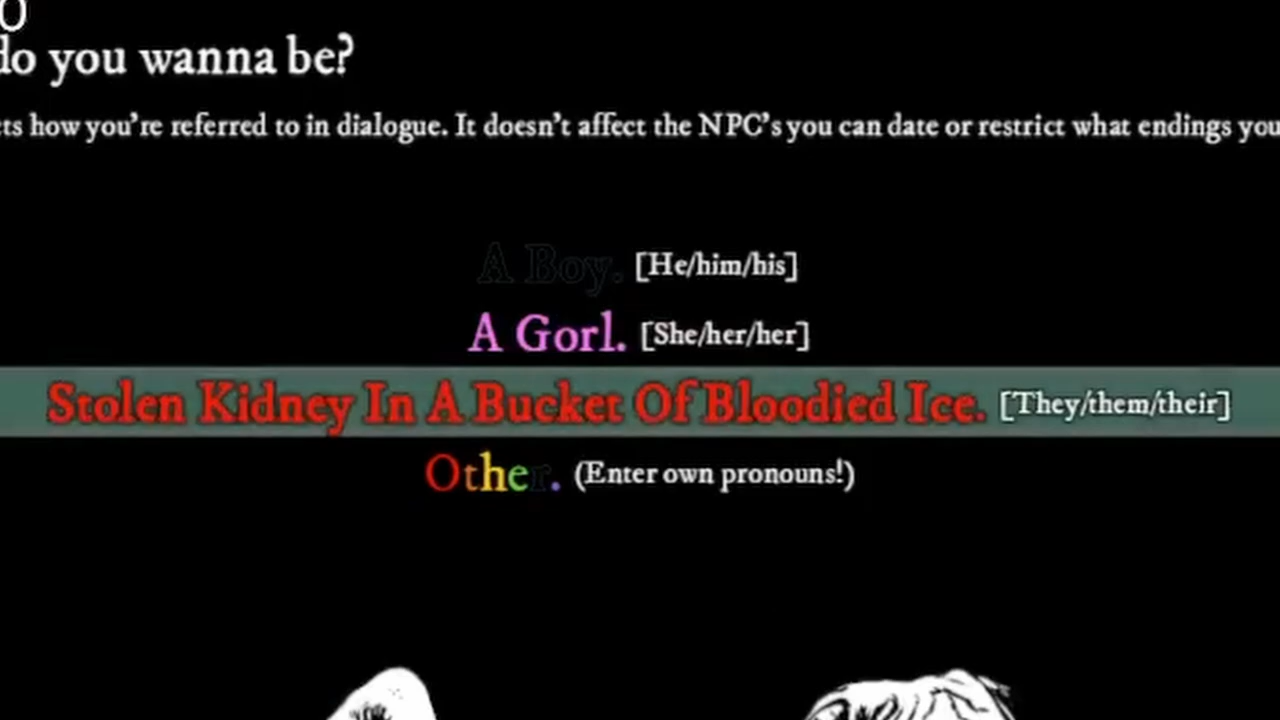 do you wanna be?
ts how you're referred to in dialogue. It doesn't affect the NPC's you can date or restrict what endings you
A Boy. [He/him/his]
A Gorl. [She/her/her]
Stolen Kidney In A Bucket Of Bloodied Ice. [They/them/their]
Other. (Enter own pronouns!)